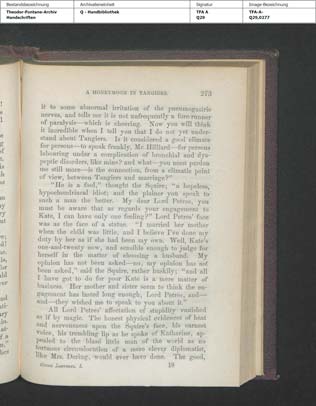 Bestandsbezeichnung
Archivalieneinheit
Signatur
Image-Bezeichnung
Theodor-Fontane-Archiv
Handschriften
Q - Handbibliothek
TFA A
Q29
TFA-A-
Q29,0277
A HONEYMOON IN TANGIERS. 273
it to some abnormal irritation of the pneumogastric
nerves, and tells me it is not unfrequently a forerunner
of paralysis—which is cheering. Now you will think
it incredible when I tell you that I do not yet under-
stand about Tangiers. Is it considered a good climate
for persons—to speak frankly, Mr. Hilliard—for persons
labouring under a complication of bronchial and dys-
peptic disorders, like mine? and what—you must pardon
me still more—is the connection, from a climatic point
of view, between Tangiers and marriage?"
"He is a fool," thought the Squire, "a hopeless,
hypochondriacal idiot; and the plainer you speak to
such a man the better. My dear Lord Petres, you
must be aware that as regards your engagement to
Kate, I can have only one feeling?" Lord Petres' face
was as the face of a statue. "I married her mother
when the child was little, and I believe I've done my
duty by her as if she had been my own. Well, Kate's
one-and-twenty now, and sensible enough to judge for
herself in the matter of choosing a husband. My
opinion has not been asked—no, my opinion has not
been asked," said the Squire, rather huskily; "and all
I have got to do for poor Kate is a mere matter of
business. Her mother and sister seem to think the en-
gagement has lasted long enough, Lord Petres, and—
and—they wished me to speak to you about it."
All Lord Petres' affectation of stupidity vanished
as if by magic. The honest physical evidences of heat
and nervousness upon the Squire's face, his earnest
voice, his trembling lip as he spoke of Katharine, ap-
pealed to the blasé little man of the world as no
tortuous circumlocution of a mere clevery diplomatist,
like Mrs. Dering, would ever have done. The good,
18